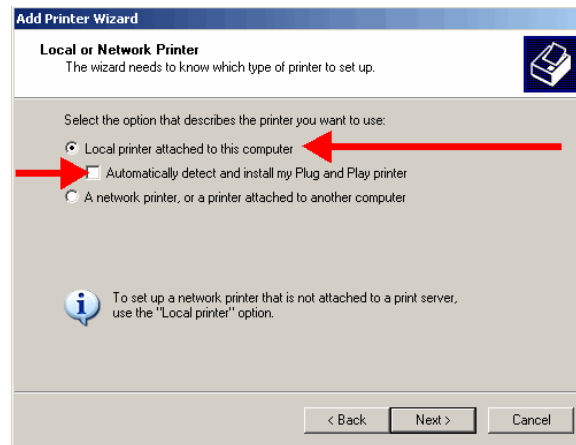 Add Printer Wizard
Local or Network Printer
The wizard needs to know which type of printer to set up.
Select the option that describes the printer you want to use:
Local printer attached to this computer
Automatically detect and install my Plug and Play printer
A network printer, or a printer attached to another computer
To set up a network printer that is not attached to a print server,
use the "Local printer" option.
< Back Next > Cancel